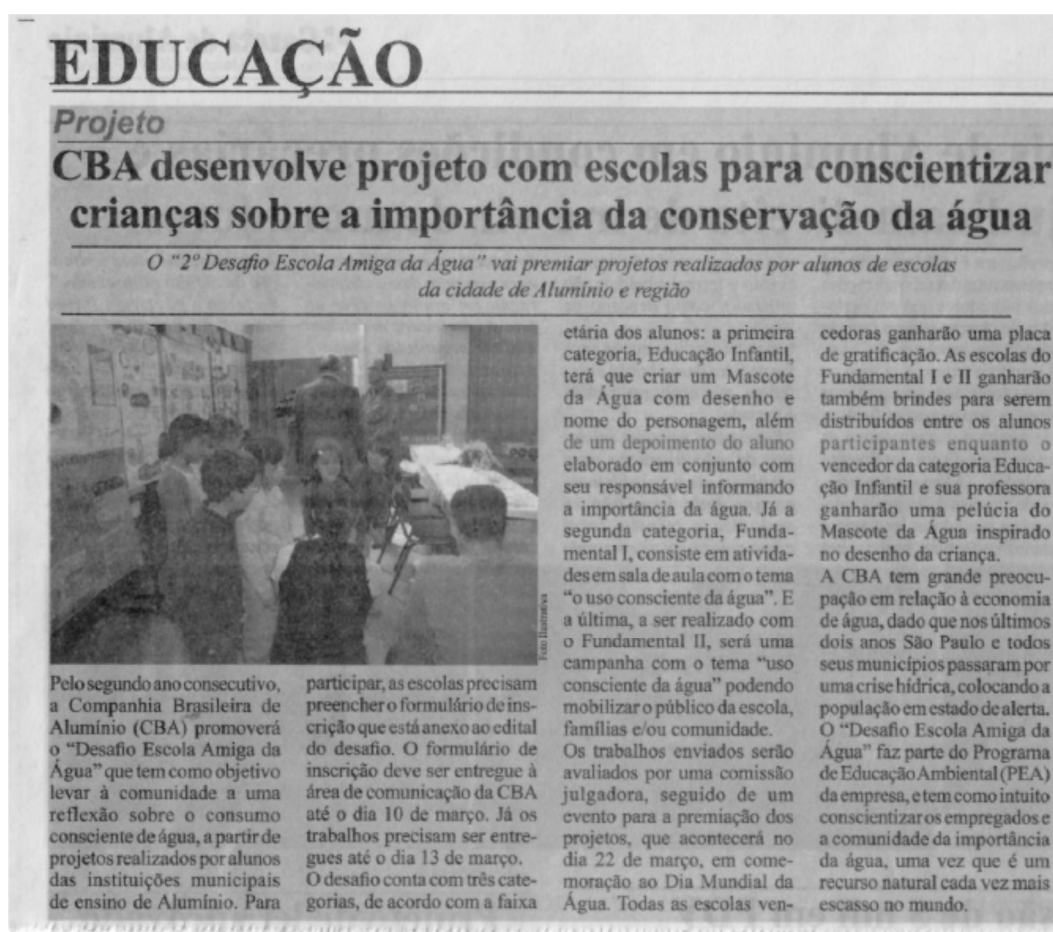 EDUCAÇÃO
Projeto
CBA desenvolve projeto com escolas para conscientizar
crianças sobre a importância da conservação da água
O "2º Desafio Escola Amiga da Água" vai premiar projetos realizados por alunos de escolas
da cidade de Alumínio e região
Foto Ilustrativa
Pelo segundo ano consecutivo,
a Companhia Brasileira de
Alumínio (CBA) promoverá
o "Desafio Escola Amiga da
Água" que tem como objetivo
levar à comunidade a uma
reflexão sobre o consumo
consciente de água, a partir de
projetos realizados por alunos
das instituições municipais
de ensino de Alumínio. Para
participar, as escolas precisam
preencher o formulário de ins-
crição que está anexo ao edital
do desafio. O formulário de
inscrição deve ser entregue à
área de comunicação da CBA
até o dia 10 de março. Já os
trabalhos precisam ser entre-
gues até o dia 13 de março.
O desafio conta com três cate-
gorias, de acordo com a faixa
etária dos alunos: a primeira
categoria, Educação Infantil,
terá que criar um Mascote
da Água com desenho e
nome do personagem, além
de um depoimento do aluno
elaborado em conjunto com
seu responsável informando
a importância da água. Já a
segunda categoria, Funda-
mental I, consiste em ativida-
des em sala de aula com o tema
"o uso consciente da água". E
a última, a ser realizado com
o Fundamental II, será uma
campanha com o tema "uso
consciente da água" podendo
mobilizar o público da escola,
famílias e/ou comunidade.
Os trabalhos enviados serão
avaliados por uma comissão
julgadora, seguido de um
evento para a premiação dos
projetos, que acontecerá no
dia 22 de março, em come-
moração ao Dia Mundial da
Água. Todas as escolas ven-
cedoras ganharão uma placa
de gratificação. As escolas do
Fundamental I e II ganharão
também brindes para serem
distribuídos entre os alunos
participantes enquanto o
vencedor da categoria Educa-
ção Infantil e sua professora
ganharão uma pelúcia do
Mascote da Água inspirado
no desenho da criança.
A CBA tem grande preocu-
pação em relação à economia
de água, dado que nos últimos
dois anos São Paulo e todos
seus municípios passaram por
uma crise hídrica, colocando a
população em estado de alerta.
O "Desafio Escola Amiga da
Água" faz parte do Programa
de Educação Ambiental (PEA)
da empresa, e tem como intuito
conscientizar os empregados e
a comunidade da importância
da água, uma vez que é um
recurso natural cada vez mais
escasso no mundo.